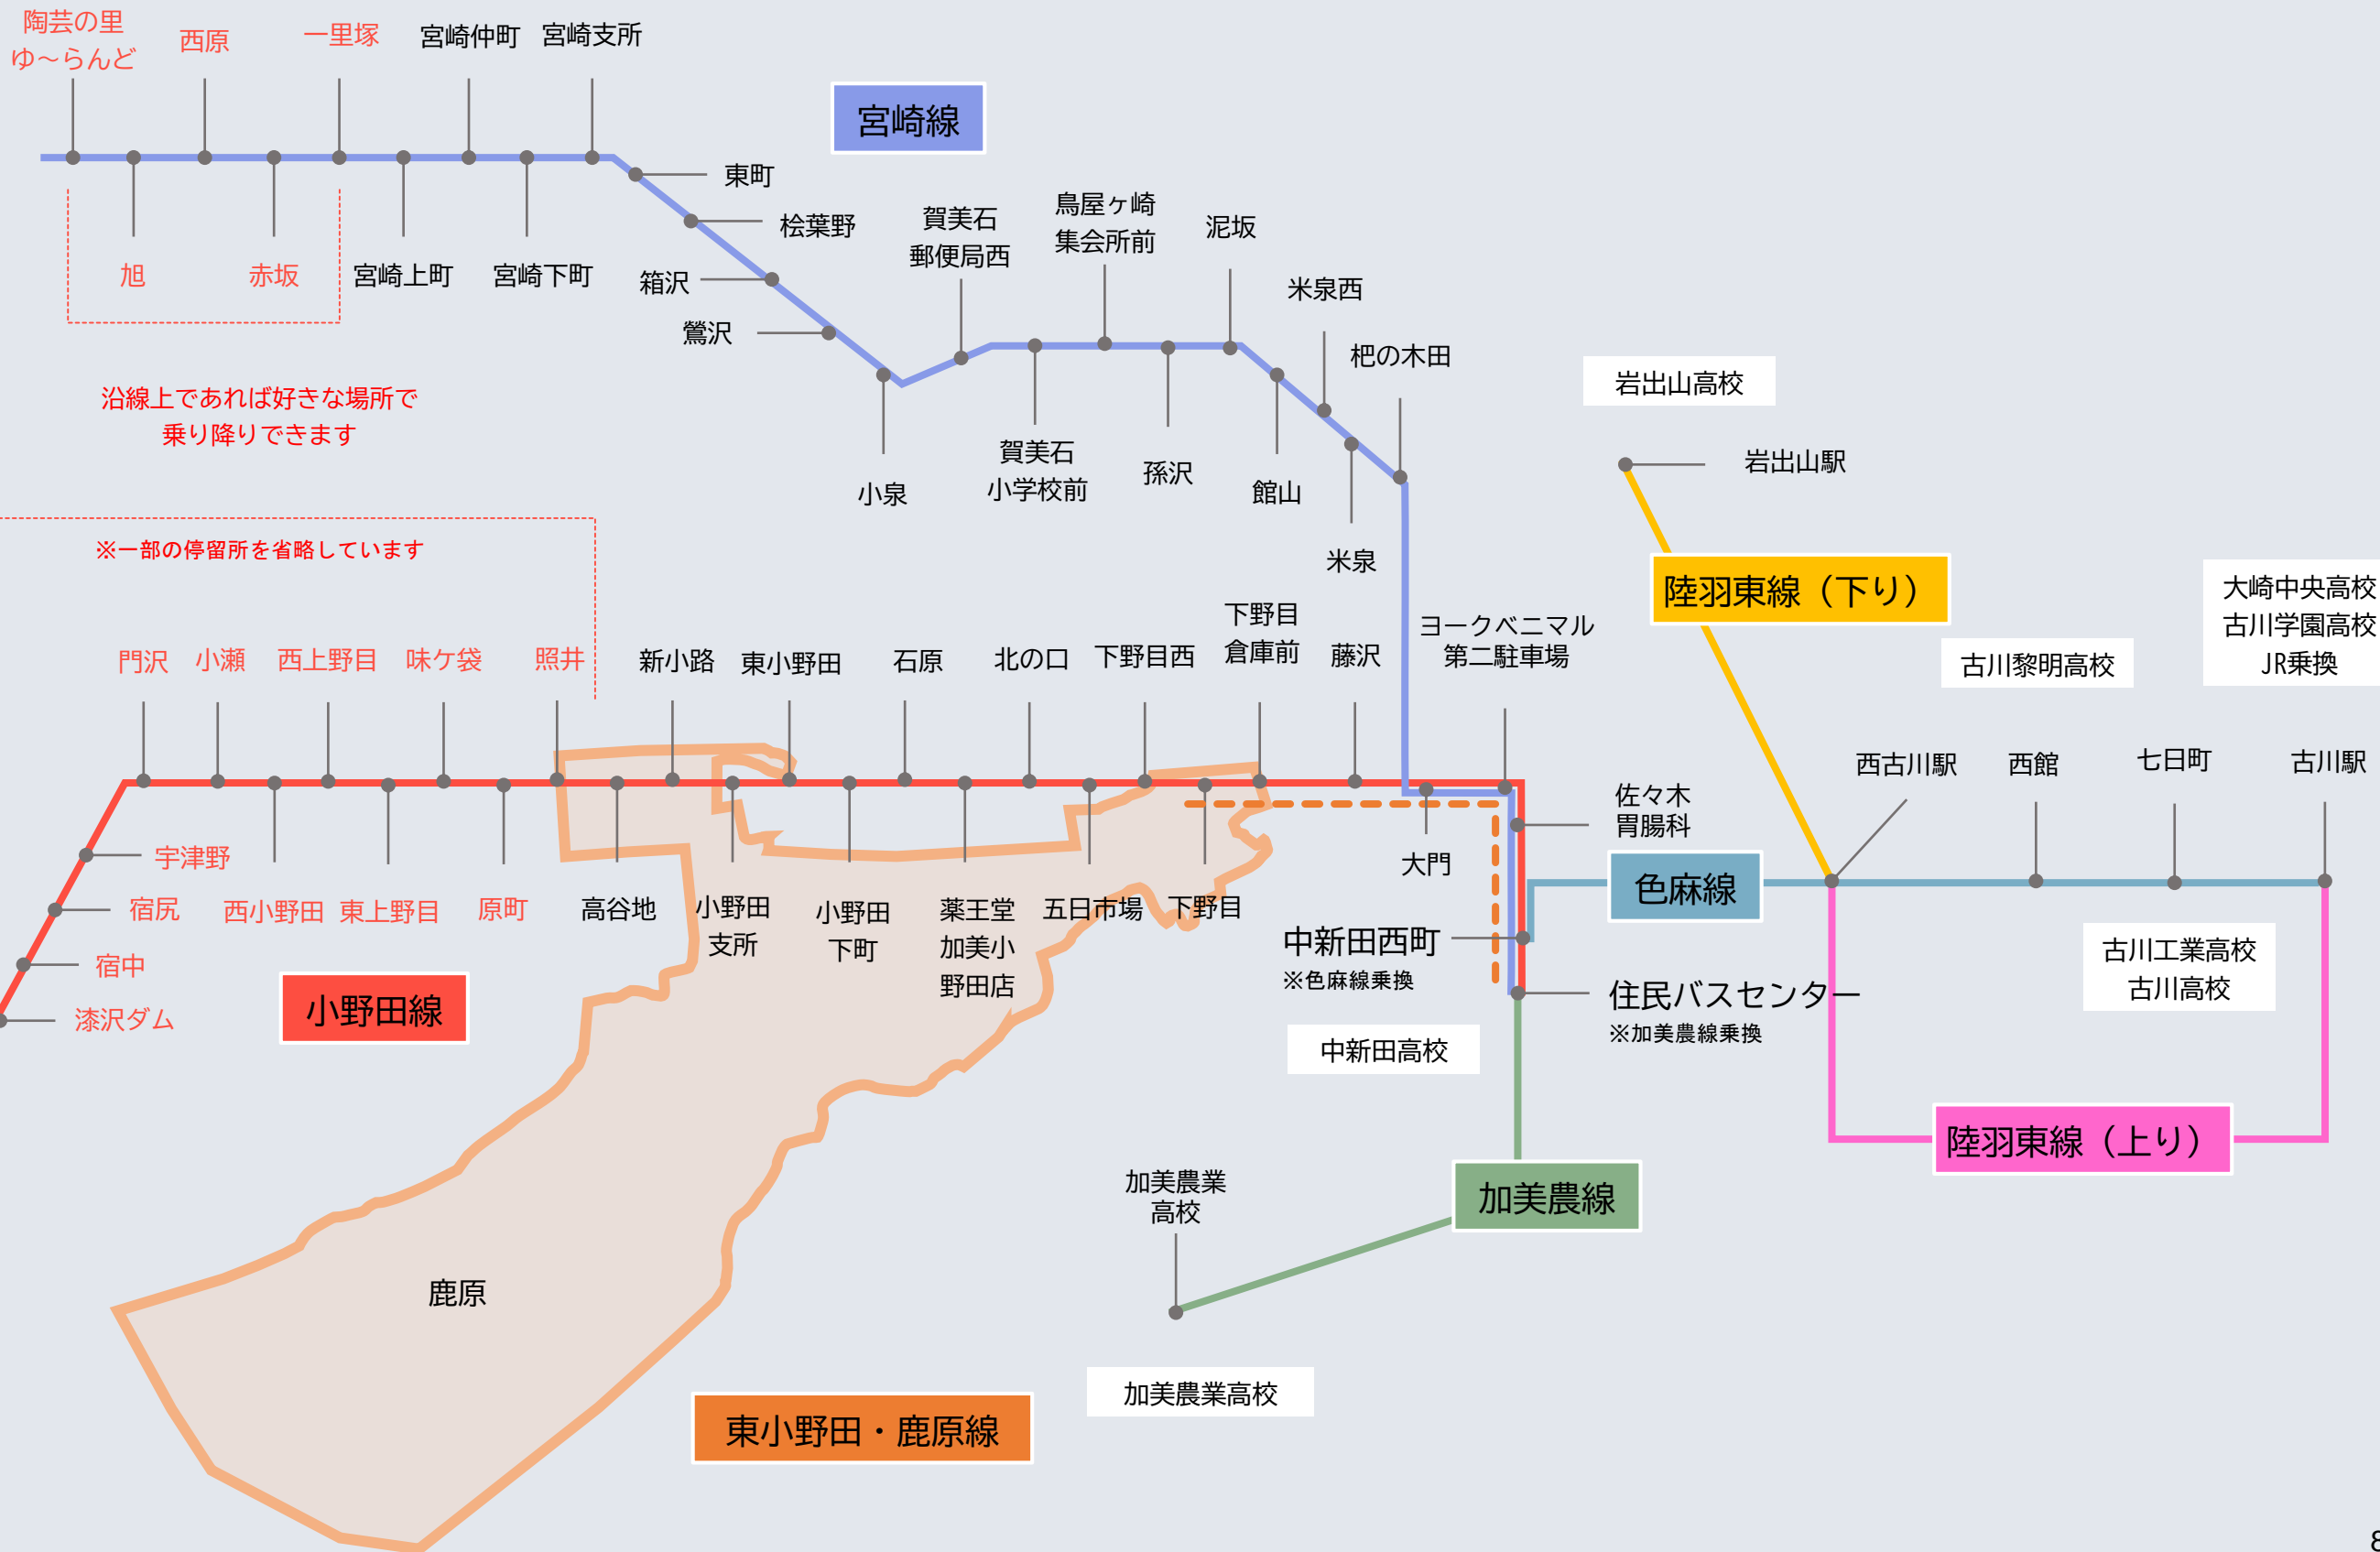 陶芸の里
ゆ～らんど
西原
一里塚
宮崎仲町
宮崎支所
宮崎線
旭
赤坂
宮崎上町
宮崎下町
東町
桧葉野
箱沢
鶯沢
小泉
賀美石
郵便局西
賀美石
小学校前
鳥屋ヶ崎
集会所前
孫沢
泥坂
館山
米泉西
米泉
杷の木田
沿線上であれば好きな場所で
乗り降りできます
※一部の停留所を省略しています
岩出山高校
岩出山駅
陸羽東線（下り）
大崎中央高校
古川学園高校
JR乗換
古川黎明高校
門沢
小瀬
西上野目
味ケ袋
照井
新小路
東小野田
石原
北の口
下野目西
下野目
倉庫前
藤沢
ヨークベニマル
第二駐車場
西古川駅
西館
七日町
古川駅
佐々木
胃腸科
大門
色麻線
宇津野
宿尻
宿中
漆沢ダム
西小野田
東上野目
原町
高谷地
小野田
支所
小野田
下町
薬王堂
加美小
野田店
五日市場
下野目
中新田西町
※色麻線乗換
住民バスセンター
※加美農線乗換
中新田高校
古川工業高校
古川高校
小野田線
陸羽東線（上り）
加美農線
加美農業
高校
鹿原
加美農業高校
東小野田・鹿原線
8